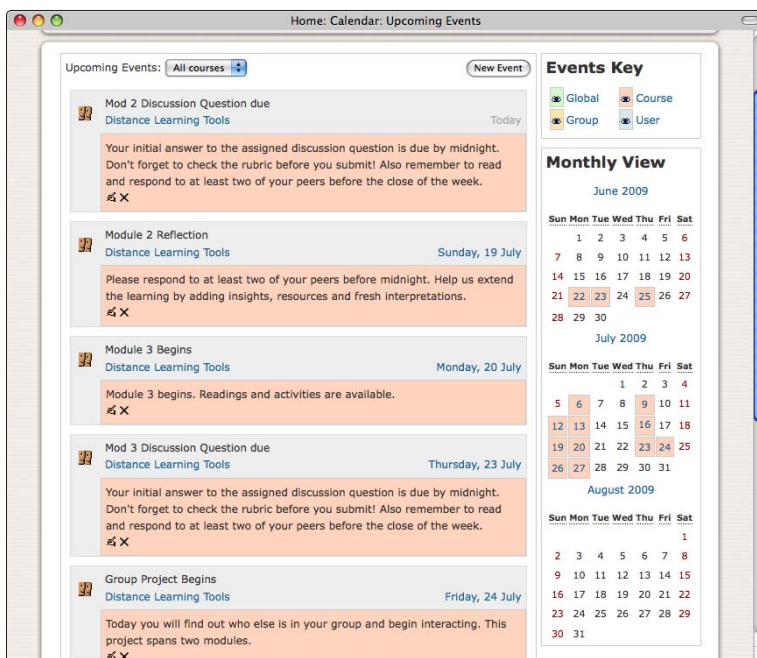 Home: Calendar: Upcoming Events
Upcoming Events: All courses New Event
Mod 2 Discussion Question due
Distance Learning Tools Today
Your initial answer to the assigned discussion question is due by midnight.
Don't forget to check the rubric before you submit! Also remember to read
and respond to at least two of your peers before the close of the week.
Module 2 Reflection
Distance Learning Tools Sunday, 19 July
Please respond to at least two of your peers before midnight. Help us extend
the learning by adding insights, resources and fresh interpretations.
Module 3 Begins
Distance Learning Tools Monday, 20 July
Module 3 begins. Readings and activities are available.
Mod 3 Discussion Question due
Distance Learning Tools Thursday, 23 July
Your initial answer to the assigned discussion question is due by midnight.
Don't forget to check the rubric before you submit! Also remember to read
and respond to at least two of your peers before the close of the week.
Group Project Begins
Distance Learning Tools Friday, 24 July
Today you will find out who else is in your group and begin interacting. This
project spans two modules.
Events Key
Global Course
Group User
Monthly View
June 2009
Sun Mon Tue Wed Thu Fri Sat
1 2 3 4 5 6
7 8 9 10 11 12 13
14 15 16 17 18 19 20
21 22 23 24 25 26 27
28 29 30
July 2009
Sun Mon Tue Wed Thu Fri Sat
1 2 3 4
5 6 7 8 9 10 11
12 13 14 15 16 17 18
19 20 21 22 23 24 25
26 27 28 29 30 31
August 2009
Sun Mon Tue Wed Thu Fri Sat
1
2 3 4 5 6 7 8
9 10 11 12 13 14 15
16 17 18 19 20 21 22
23 24 25 26 27 28 29
30 31